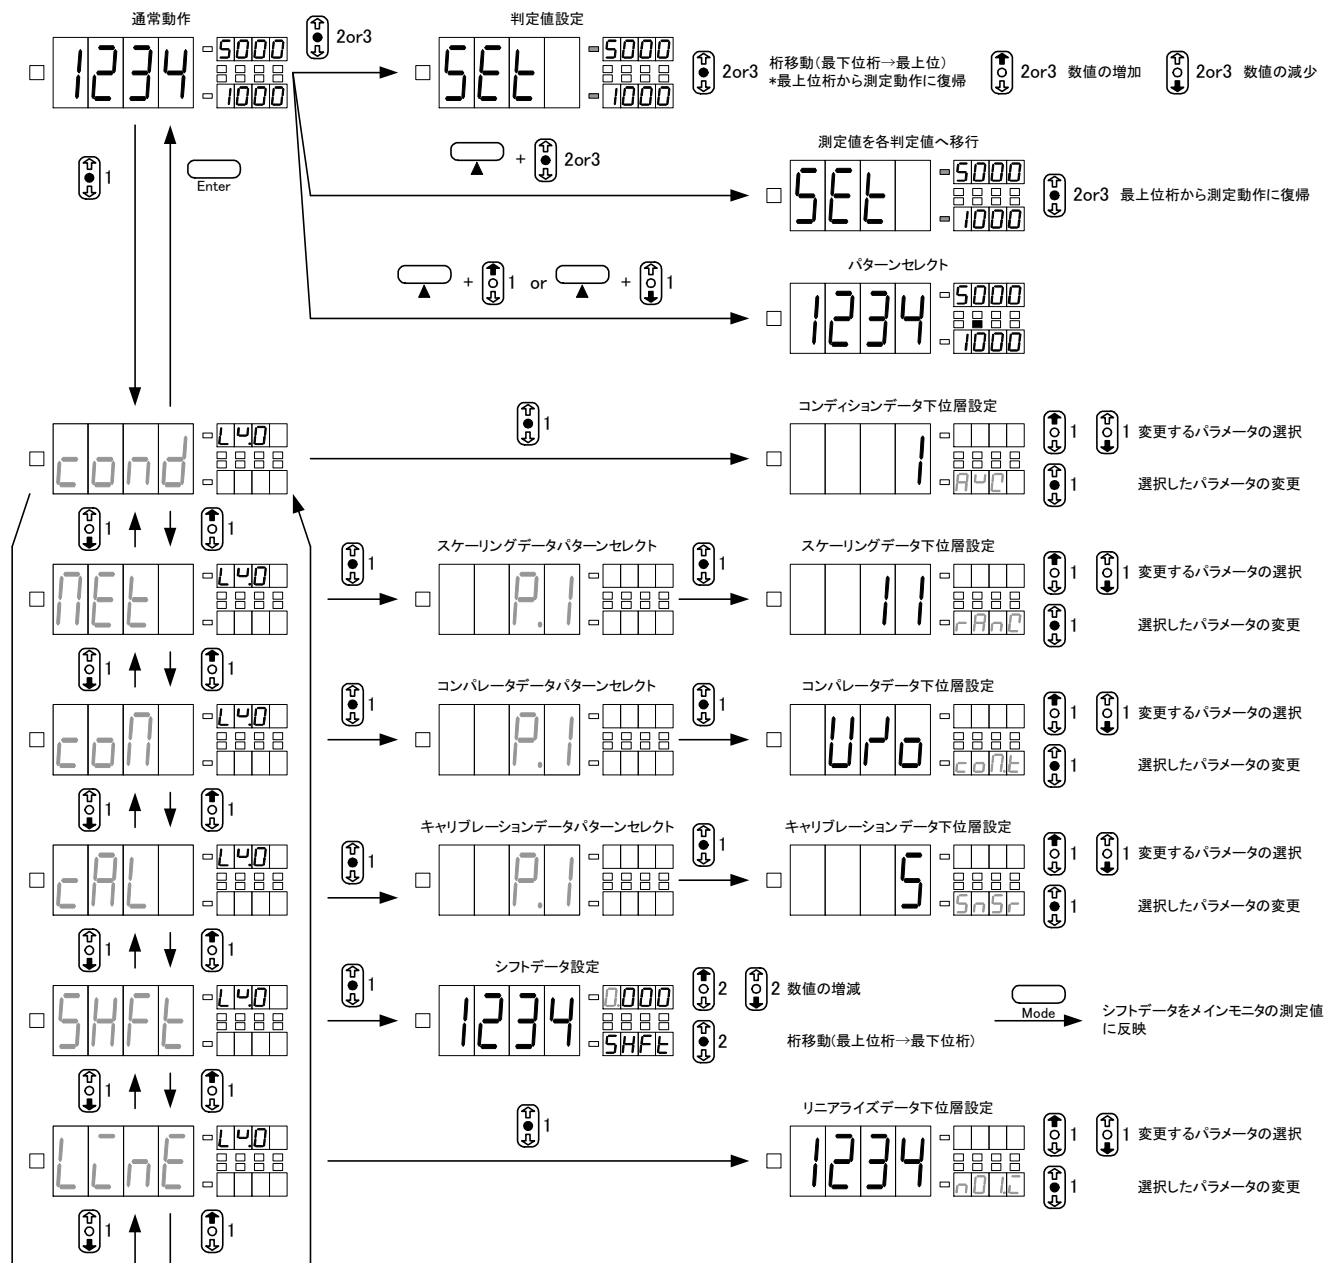 通常動作
1234
5000
1000
2or3
判定値設定
SEt
5000
1000
2or3 桁移動(最下位桁→最上位)
*最上位桁から測定動作に復帰
2or3 数値の増加
2or3 数値の減少
1
Enter
+ 2or3
測定値を各判定値へ移行
SEt
5000
1000
2or3 最上位桁から測定動作に復帰
+ 1 or + 1
パターンセレクト
1234
5000
1000
cond
1
コンディションデータ下位層設定
1
1 1 変更するパラメータの選択
1 選択したパラメータの変更
1 1
MEt
1
スケーリングデータパターンセレクト
P.1
1
スケーリングデータ下位層設定
11
rAnC
1 1 変更するパラメータの選択
1 選択したパラメータの変更
1 1
coM
1
コンパレータデータパターンセレクト
P.1
1
コンパレータデータ下位層設定
coM.t
1 1 変更するパラメータの選択
1 選択したパラメータの変更
1 1
cAL
1
キャリブレーションデータパターンセレクト
P.1
1
キャリブレーションデータ下位層設定
5
SnSr
1 1 変更するパラメータの選択
1 選択したパラメータの変更
1 1
SHFt
1
シフトデータ設定
1234
0.000
SHFt
2 2 数値の増減
2 桁移動(最上位桁→最下位桁)
Mode
シフトデータをメインモニタの測定値
に反映
1 1
LinE
1
リニアライズデータ下位層設定
1234
n01.i
1 1 変更するパラメータの選択
1 選択したパラメータの変更
1 1